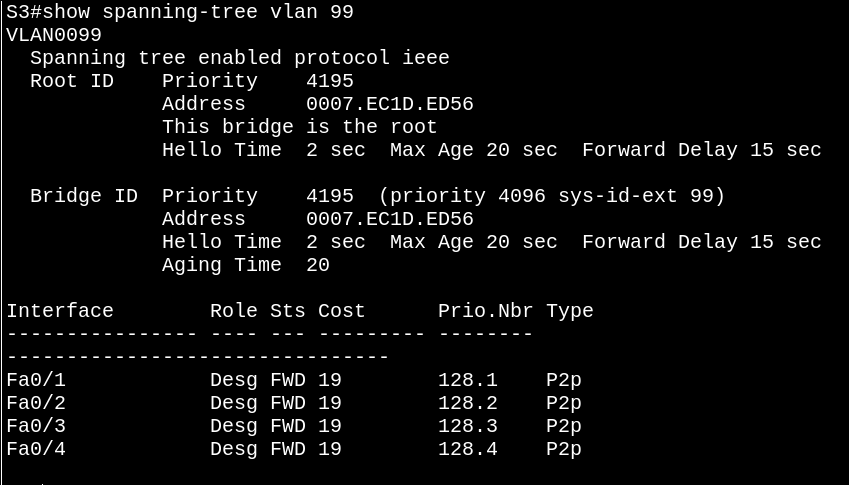 S3#show spanning-tree vlan 99
VLAN0099
  Spanning tree enabled protocol ieee
  Root ID    Priority    4195
             Address     0007.EC1D.ED56
             This bridge is the root
             Hello Time  2 sec  Max Age 20 sec  Forward Delay 15 sec

  Bridge ID  Priority    4195  (priority 4096 sys-id-ext 99)
             Address     0007.EC1D.ED56
             Hello Time  2 sec  Max Age 20 sec  Forward Delay 15 sec
             Aging Time  20

Interface        Role Sts Cost      Prio.Nbr Type
---------------- ---- --- --------- --------
--------------------------------
Fa0/1            Desg FWD 19        128.1    P2p
Fa0/2            Desg FWD 19        128.2    P2p
Fa0/3            Desg FWD 19        128.3    P2p
Fa0/4            Desg FWD 19        128.4    P2p